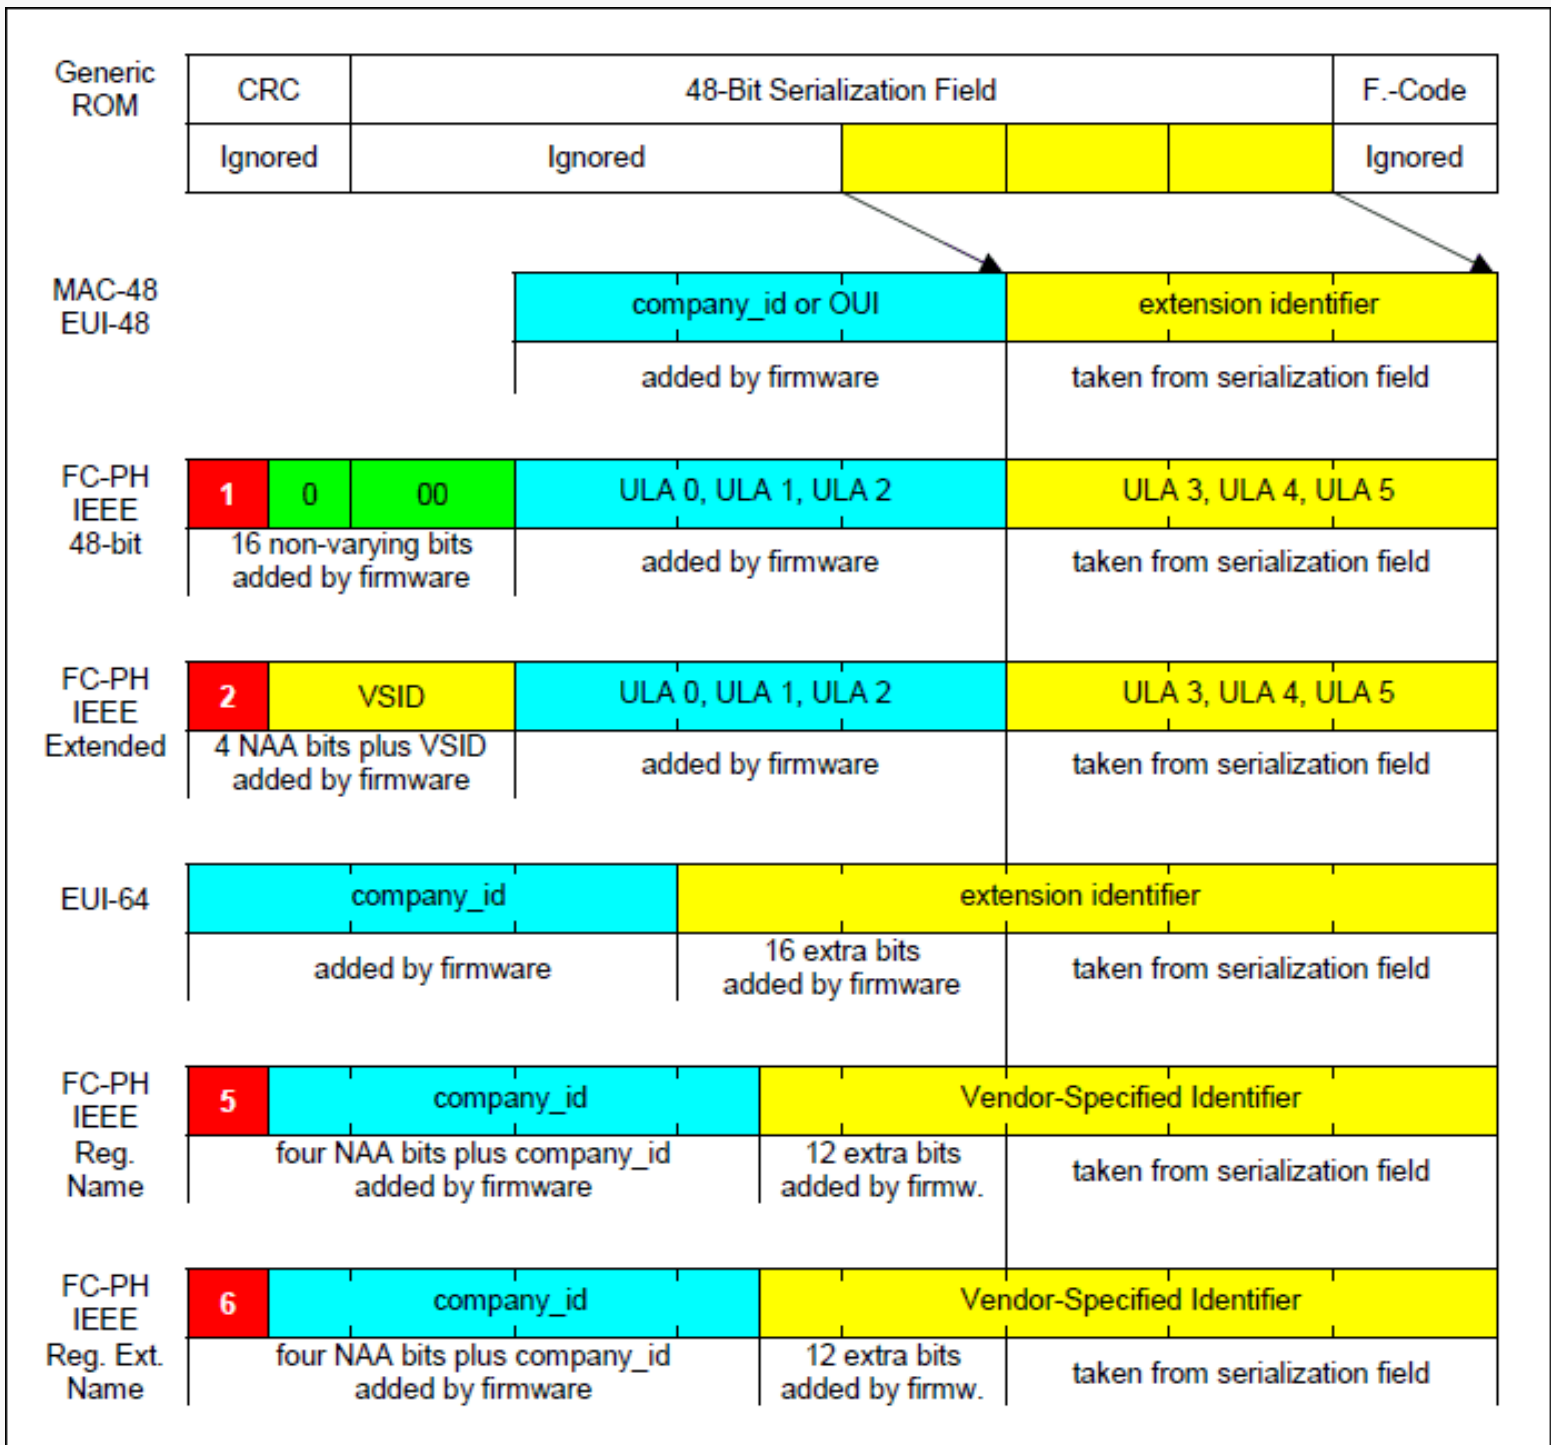 Generic
ROM
CRC
48-Bit Serialization Field
F.-Code
Ignored
Ignored
Ignored
MAC-48
EUI-48
company_id or OUI
extension identifier
added by firmware
taken from serialization field
FC-PH
IEEE
48-bit
1
0
00
ULA 0, ULA 1, ULA 2
ULA 3, ULA 4, ULA 5
16 non-varying bits
added by firmware
added by firmware
taken from serialization field
FC-PH
IEEE
Extended
2
VSID
ULA 0, ULA 1, ULA 2
ULA 3, ULA 4, ULA 5
4 NAA bits plus VSID
added by firmware
added by firmware
taken from serialization field
EUI-64
company_id
extension identifier
added by firmware
16 extra bits
added by firmware
taken from serialization field
FC-PH
IEEE
Reg.
Name
5
company_id
Vendor-Specified Identifier
four NAA bits plus company_id
added by firmware
12 extra bits
added by firmw.
taken from serialization field
FC-PH
IEEE
Reg. Ext.
Name
6
company_id
Vendor-Specified Identifier
four NAA bits plus company_id
added by firmware
12 extra bits
added by firmw.
taken from serialization field